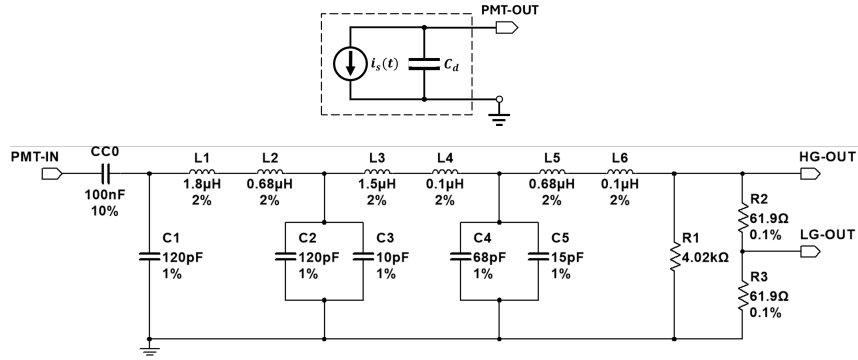 PMT-OUT
i_s(t)
C_d
PMT-IN
CC0
100nF
10%
L1
1.8µH
2%
L2
0.68µH
2%
L3
1.5µH
2%
L4
0.1µH
2%
L5
0.68µH
2%
L6
0.1µH
2%
HG-OUT
C1
120pF
1%
C2
120pF
1%
C3
10pF
1%
C4
68pF
1%
C5
15pF
1%
R1
4.02kΩ
R2
61.9Ω
0.1%
LG-OUT
R3
61.9Ω
0.1%